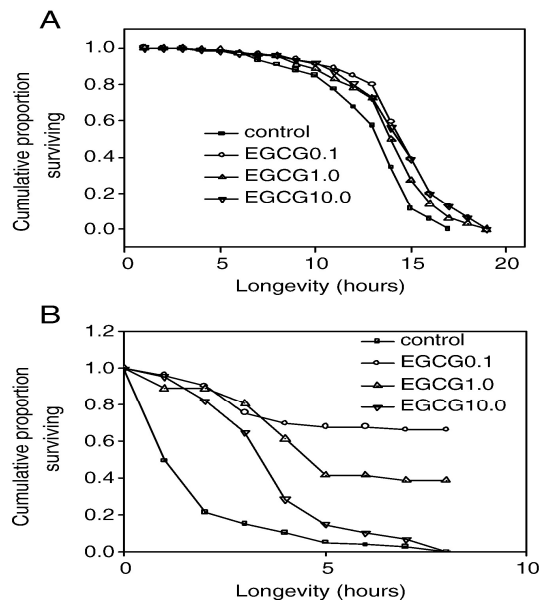 A
Cumulative proportion
surviving
1.0
0.8
0.6
0.4
0.2
0.0
control
EGCG0.1
EGCG1.0
EGCG10.0
0
5
10
15
20
Longevity (hours)
B
Cumulative proportion
surviving
1.2
1.0
0.8
0.6
0.4
0.2
0.0
control
EGCG0.1
EGCG1.0
EGCG10.0
0
5
10
Longevity (hours)